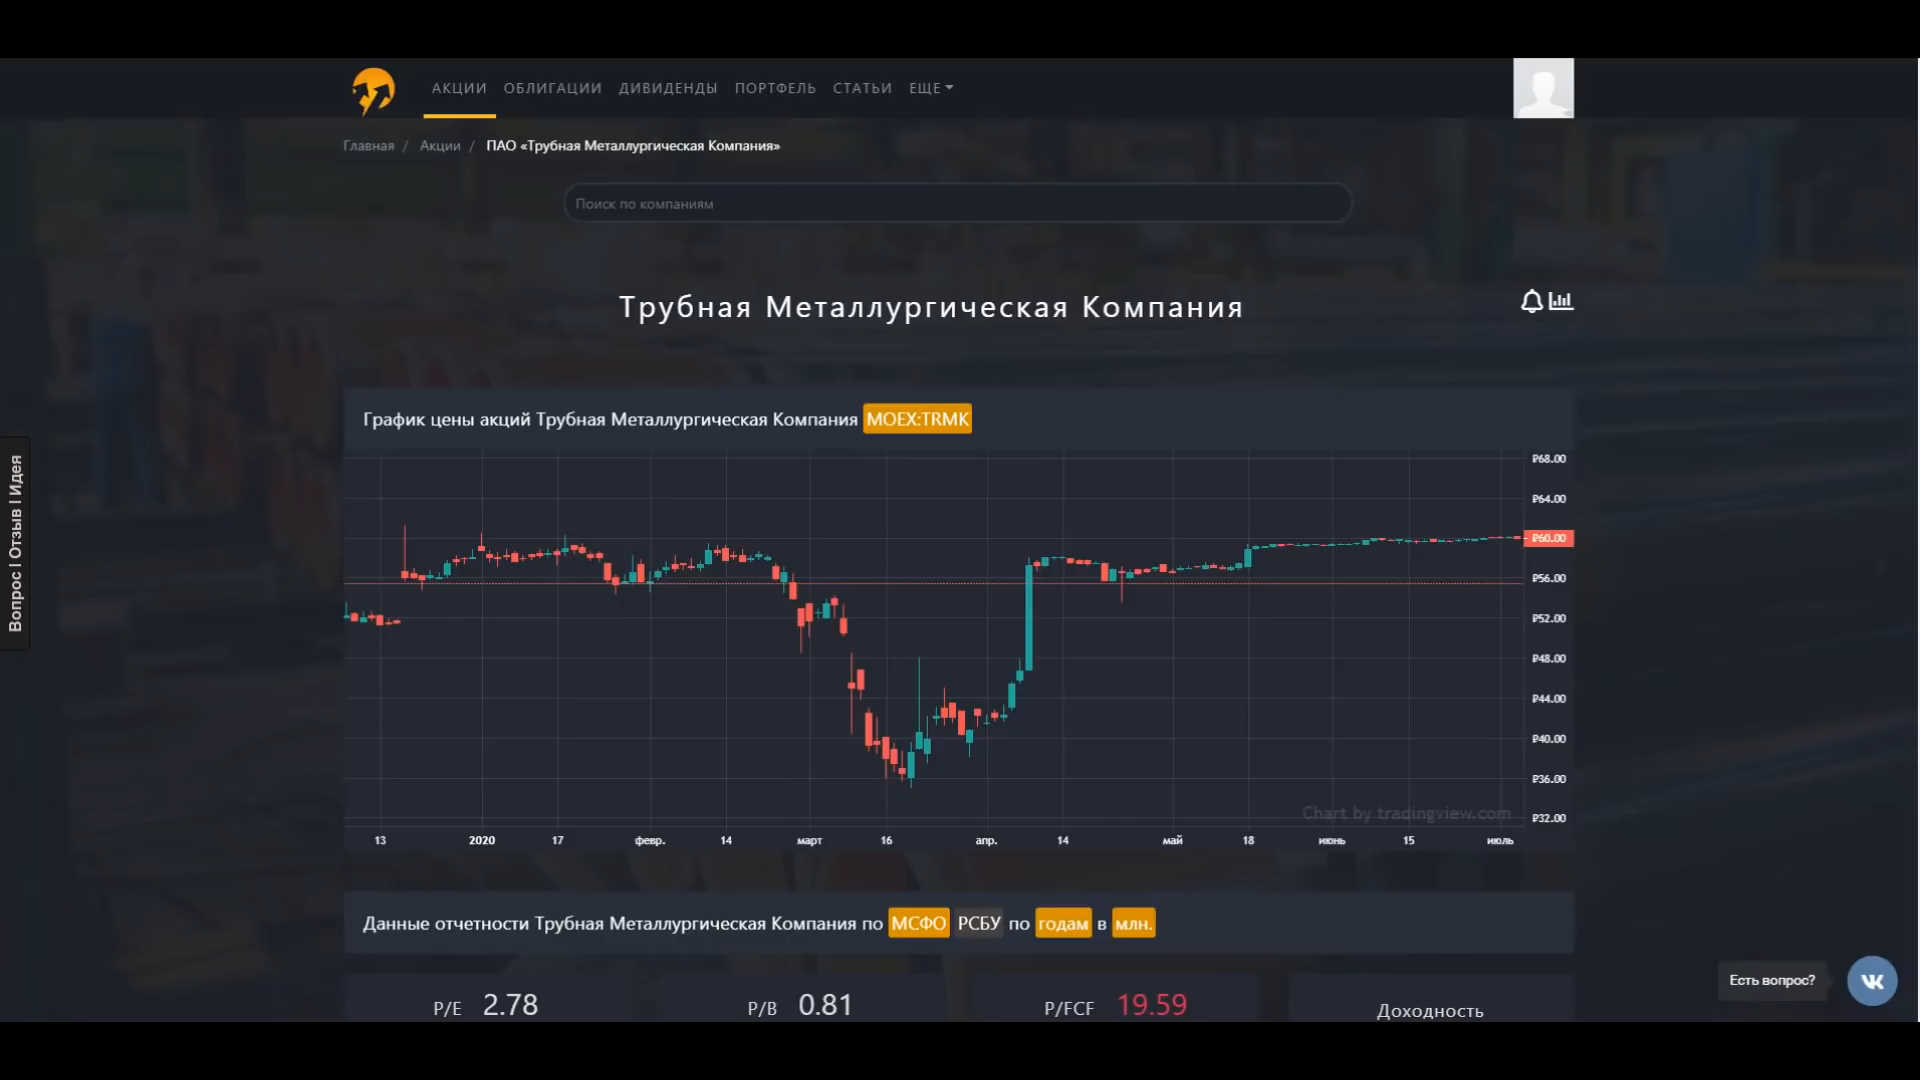 АКЦИИ ОБЛИГАЦИИ ДИВИДЕНДЫ ПОРТФЕЛЬ СТАТЬИ ЕЩЕ
Главная / Акции / ПАО «Трубная Металлургическая Компания»
Поиск по компаниям
Трубная Металлургическая Компания
График цены акций Трубная Металлургическая Компания MOEX:TRMK
₽68.00
₽64.00
₽60.00
₽56.00
₽52.00
₽48.00
₽44.00
₽40.00
₽36.00
₽32.00
Chart by tradingview.com
13 2020 17 февр. 14 март 16 апр. 14 май 18 июнь 15 июль
Вопрос | Отзыв | Идея
Данные отчетности Трубная Металлургическая Компания по МСФО РСБУ по годам в млн.
P/E 2.78 P/B 0.81 P/FCF 19.59 Доходность
Есть вопрос?